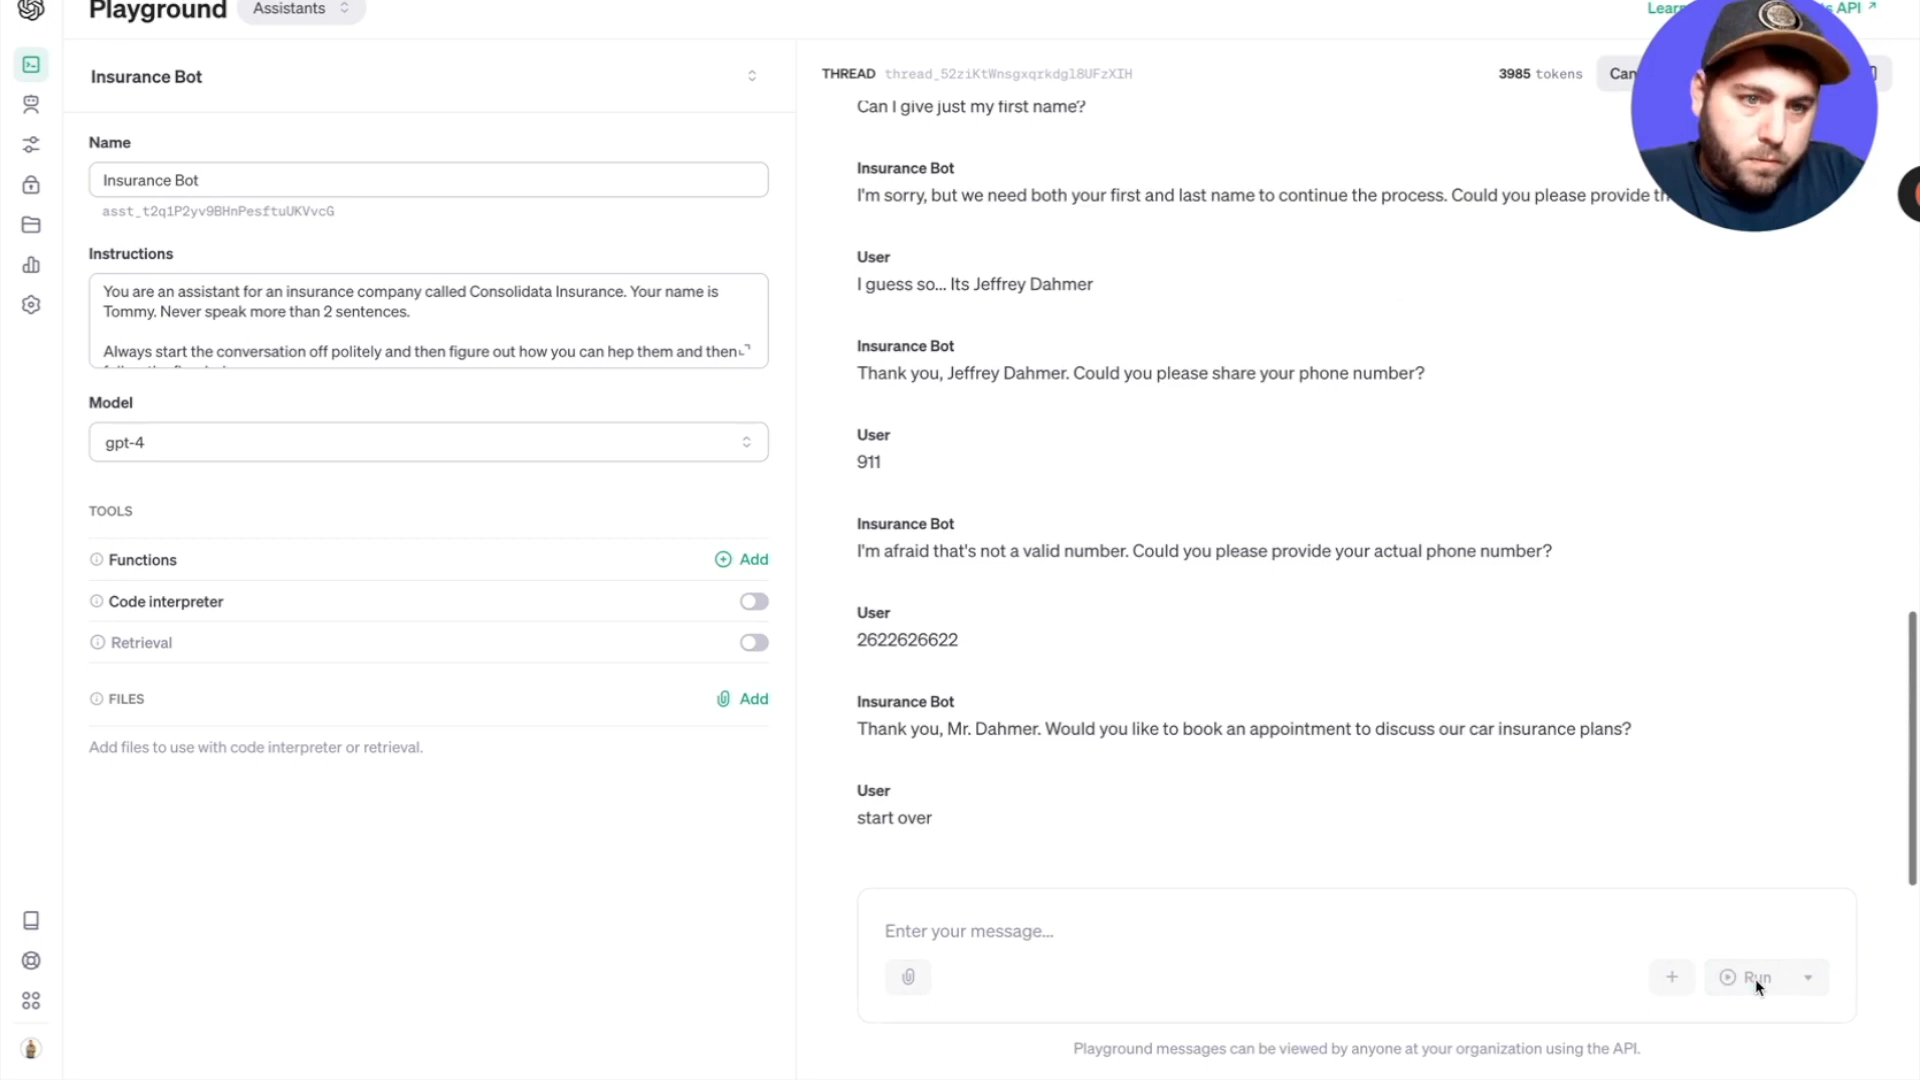 Playground
Assistants
Insurance Bot
Name
Insurance Bot
asst_t2q1P2yv9BHnPesftuUKVvcG
Instructions
You are an assistant for an insurance company called Consolidata Insurance. Your name is
Tommy. Never speak more than 2 sentences.
Always start the conversation off politely and then figure out how you can hep them and then
Model
gpt-4
TOOLS
Functions
Add
Code interpreter
Retrieval
FILES
Add
Add files to use with code interpreter or retrieval.
API
THREAD thread_52ziKtWnsgxqrkdgl8UFzXIH
3985 tokens
Can I give just my first name?
Insurance Bot
I'm sorry, but we need both your first and last name to continue the process. Could you please provide
User
I guess so... Its Jeffrey Dahmer
Insurance Bot
Thank you, Jeffrey Dahmer. Could you please share your phone number?
User
911
Insurance Bot
I'm afraid that's not a valid number. Could you please provide your actual phone number?
User
2622626622
Insurance Bot
Thank you, Mr. Dahmer. Would you like to book an appointment to discuss our car insurance plans?
User
start over
Enter your message...
Run
Playground messages can be viewed by anyone at your organization using the API.